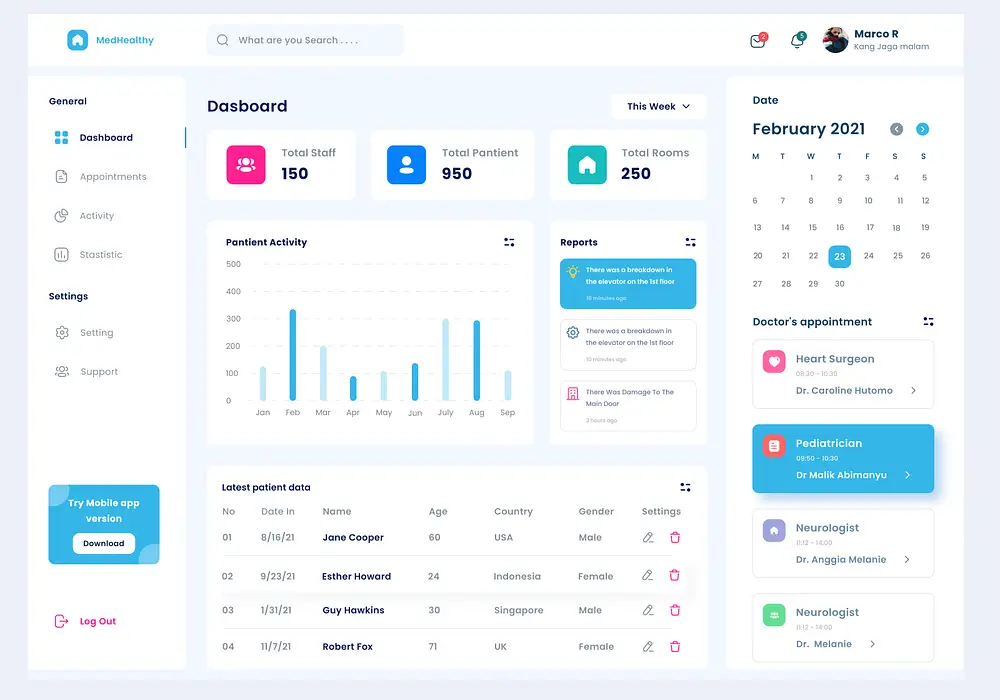 MedHealthy
What are you Search . . . .
2
5
Marco R
Kang Jago malam
General
Dashboard
Appointments
Activity
Stastistic
Settings
Setting
Support
Try Mobile app
version
Download
Log Out
Dasboard
This Week
Total Staff
150
Total Pantient
950
Total Rooms
250
Pantient Activity
500
400
300
200
100
0
Jan Feb Mar Apr May Jun July Aug Sep
Reports
There was a breakdown in
the elevator on the 1st floor
10 minutes ago
There was a breakdown in
the elevator on the 1st floor
10 minutes ago
There Was Damage To The
Main Door
2 hours ago
Latest patient data
No Date In Name Age Country Gender Settings
01 8/16/21 Jane Cooper 60 USA Male
02 9/23/21 Esther Howard 24 Indonesia Female
03 1/31/21 Guy Hawkins 30 Singapore Male
04 11/7/21 Robert Fox 71 UK Female
Date
February 2021
M T W T F S S
1 2 3 4 5
6 7 8 9 10 11 12
13 14 15 16 17 18 19
20 21 22 23 24 25 26
27 28 29 30
Doctor's appointment
Heart Surgeon
08:30 - 10:30
Dr. Caroline Hutomo
Pediatrician
09:50 - 10:30
Dr Malik Abimanyu
Neurologist
11:12 - 14:00
Dr. Anggia Melanie
Neurologist
11:12 - 14:00
Dr. Melanie